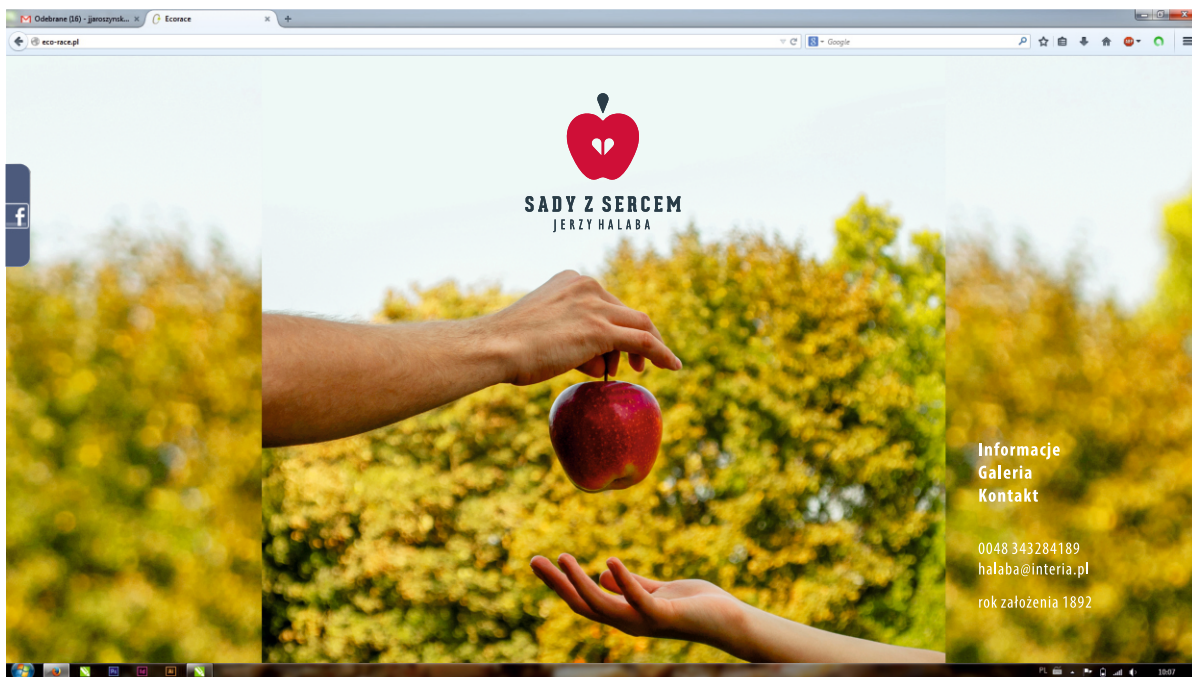 Odebrane (16) - jjaroszynsk...
Ecorace
eco-race.pl
Google
SADY Z SERCEM
JERZY HALABA
Informacje
Galeria
Kontakt
0048 343284189
halaba@interia.pl
rok założenia 1892
PL
10:07